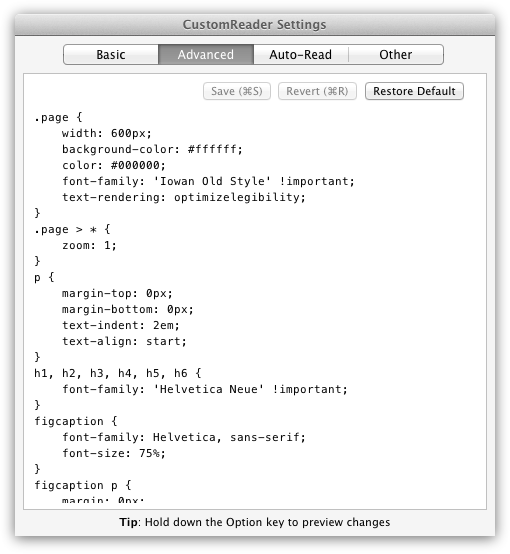 CustomReader Settings
Basic Advanced Auto-Read Other
Save (⌘S) Revert (⌘R) Restore Default
.page {
    width: 600px;
    background-color: #ffffff;
    color: #000000;
    font-family: 'Iowan Old Style' !important;
    text-rendering: optimizelegibility;
}
.page > * {
    zoom: 1;
}
p {
    margin-top: 0px;
    margin-bottom: 0px;
    text-indent: 2em;
    text-align: start;
}
h1, h2, h3, h4, h5, h6 {
    font-family: 'Helvetica Neue' !important;
}
figcaption {
    font-family: Helvetica, sans-serif;
    font-size: 75%;
}
figcaption p {
    margin: 0px;
Tip: Hold down the Option key to preview changes